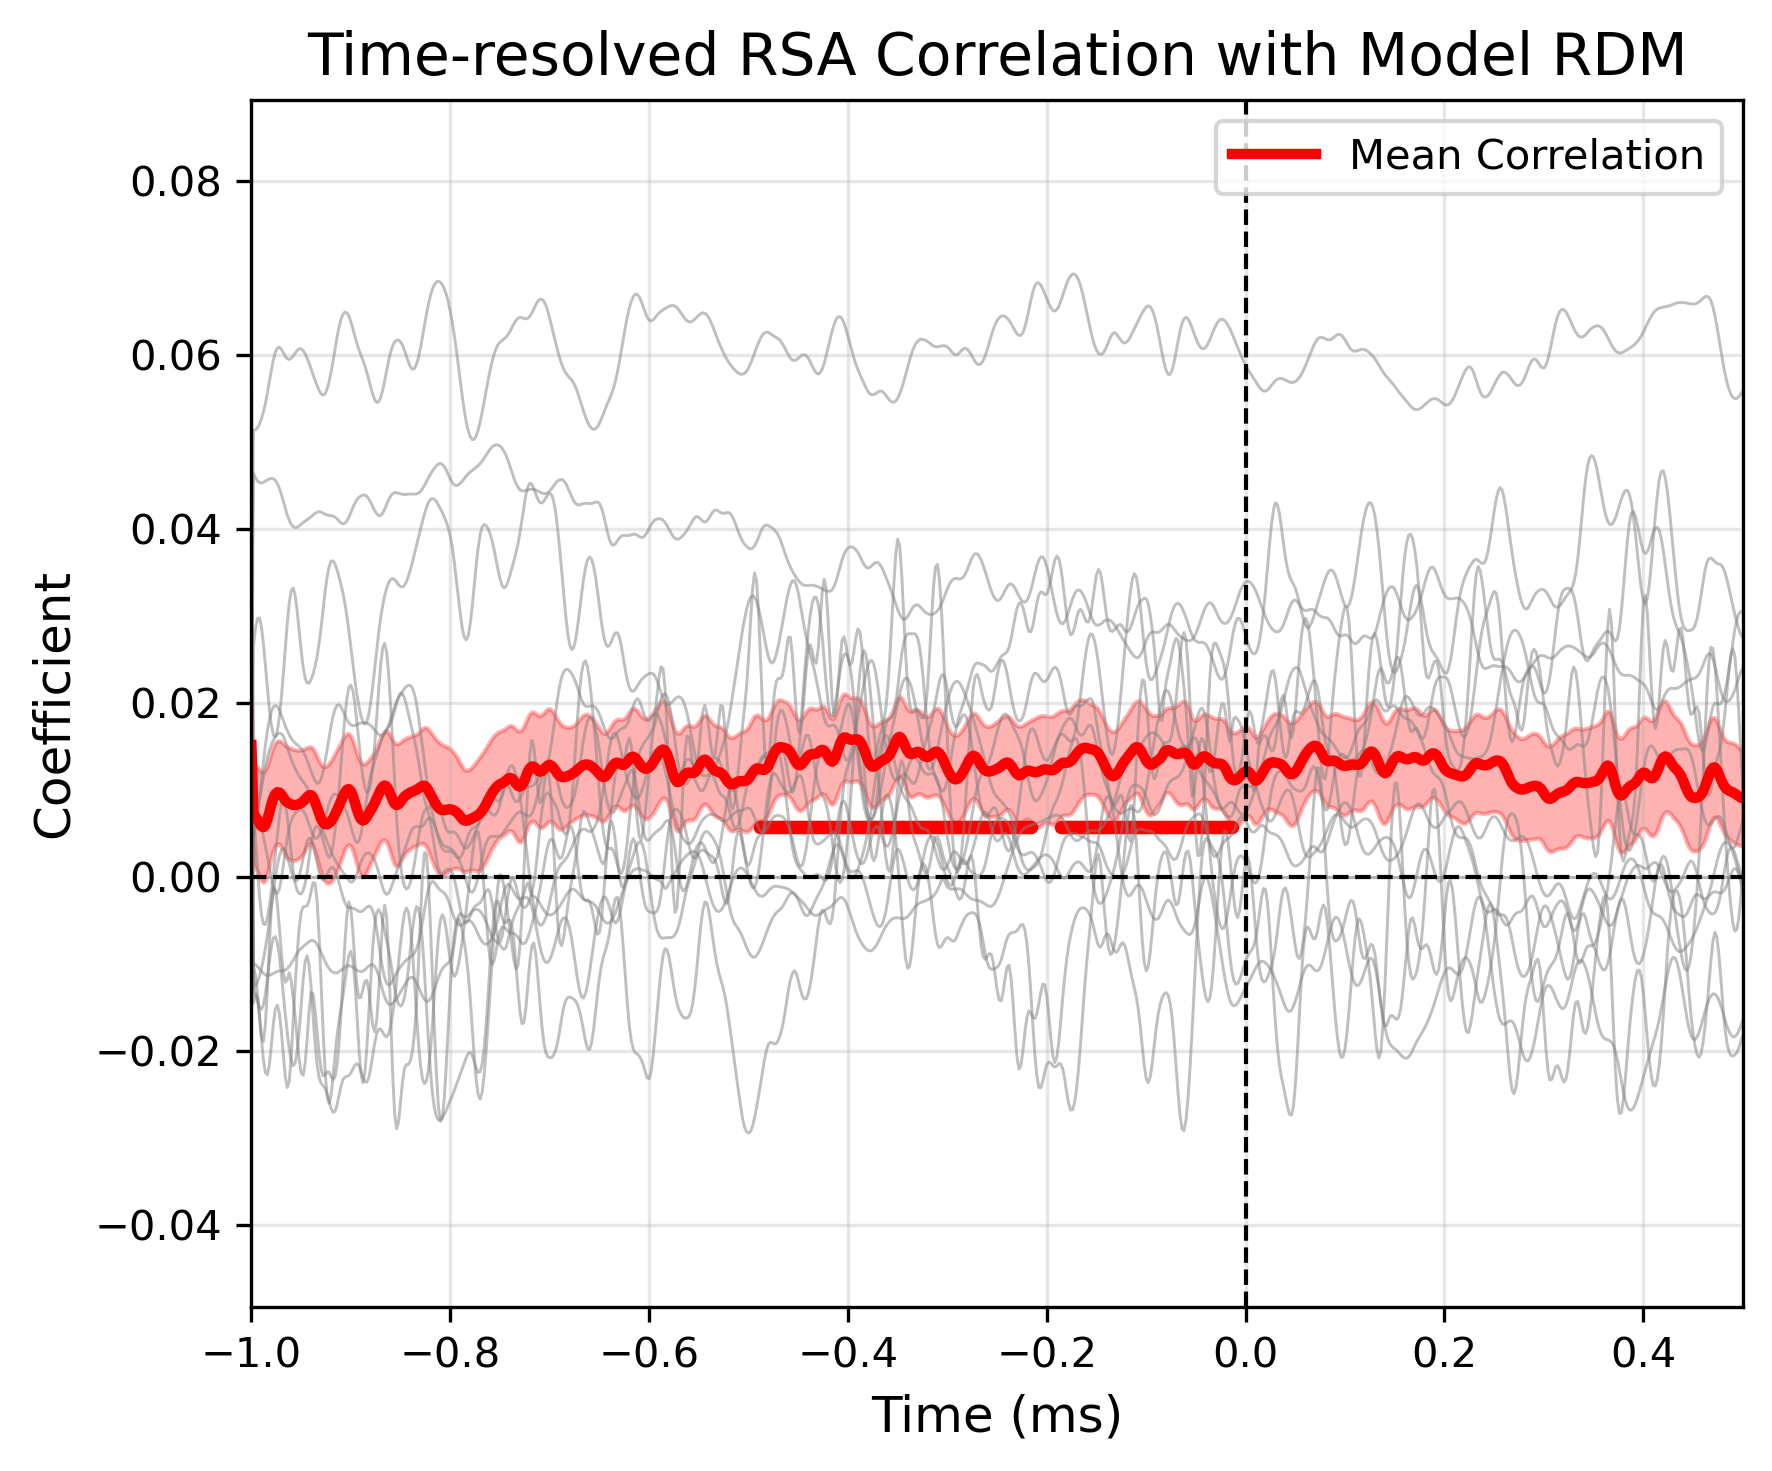 Time-resolved RSA Correlation with Model RDM
Mean Correlation
Coefficient
0.08
0.06
0.04
0.02
0.00
−0.02
−0.04
−1.0 −0.8 −0.6 −0.4 −0.2 0.0 0.2 0.4
Time (ms)